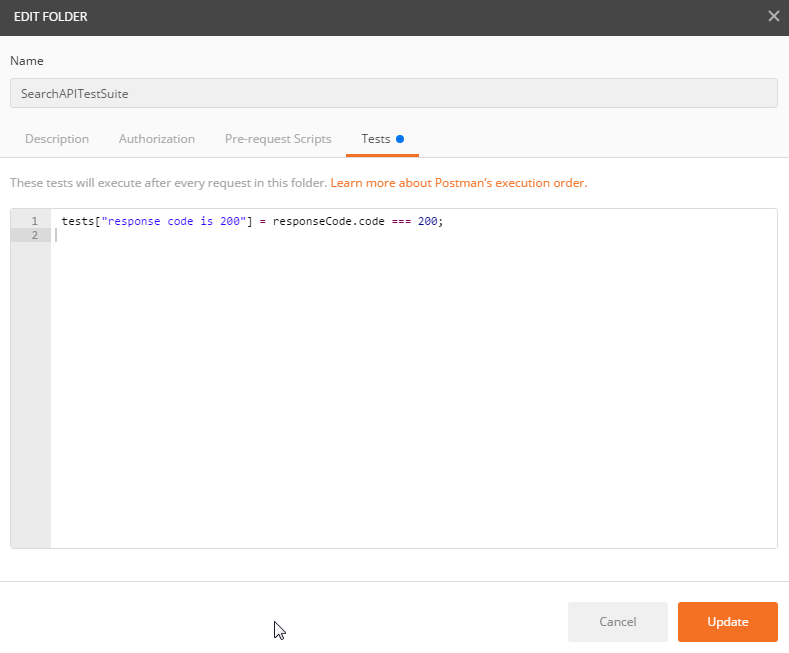 EDIT FOLDER
Name
SearchAPITestSuite
Description Authorization Pre-request Scripts Tests
These tests will execute after every request in this folder. Learn more about Postman's execution order.
1 tests["response code is 200"] = responseCode.code === 200;
2
Cancel Update